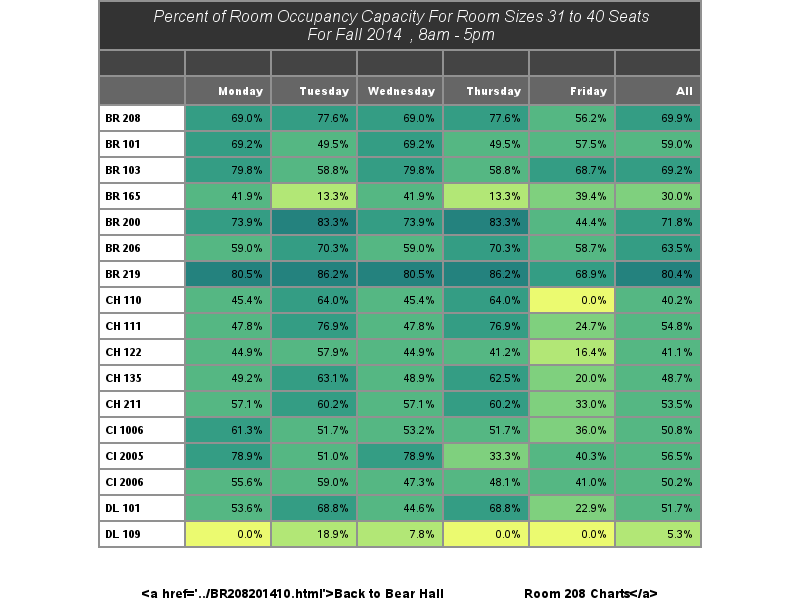 Percent of Room Occupancy Capacity For Room Sizes 31 to 40 Seats
For Fall 2014 , 8am - 5pm
Monday Tuesday Wednesday Thursday Friday All
BR 208 69.0% 77.6% 69.0% 77.6% 56.2% 69.9%
BR 101 69.2% 49.5% 69.2% 49.5% 57.5% 59.0%
BR 103 79.8% 58.8% 79.8% 58.8% 68.7% 69.2%
BR 165 41.9% 13.3% 41.9% 13.3% 39.4% 30.0%
BR 200 73.9% 83.3% 73.9% 83.3% 44.4% 71.8%
BR 206 59.0% 70.3% 59.0% 70.3% 58.7% 63.5%
BR 219 80.5% 86.2% 80.5% 86.2% 68.9% 80.4%
CH 110 45.4% 64.0% 45.4% 64.0% 0.0% 40.2%
CH 111 47.8% 76.9% 47.8% 76.9% 24.7% 54.8%
CH 122 44.9% 57.9% 44.9% 41.2% 16.4% 41.1%
CH 135 49.2% 63.1% 48.9% 62.5% 20.0% 48.7%
CH 211 57.1% 60.2% 57.1% 60.2% 33.0% 53.5%
CI 1006 61.3% 51.7% 53.2% 51.7% 36.0% 50.8%
CI 2005 78.9% 51.0% 78.9% 33.3% 40.3% 56.5%
CI 2006 55.6% 59.0% 47.3% 48.1% 41.0% 50.2%
DL 101 53.6% 68.8% 44.6% 68.8% 22.9% 51.7%
DL 109 0.0% 18.9% 7.8% 0.0% 0.0% 5.3%
<a href='../BR208201410.html'>Back to Bear Hall Room 208 Charts</a>